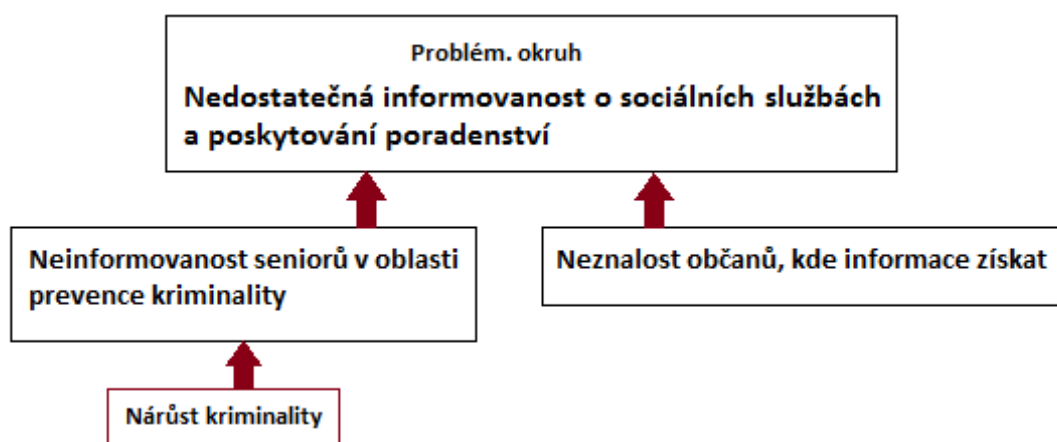 Problém. okruh
Nedostatečná informovanost o sociálních službách
a poskytování poradenství
Neinformovanost seniorů v oblasti
prevence kriminality
Neznalost občanů, kde informace získat
Nárůst kriminality